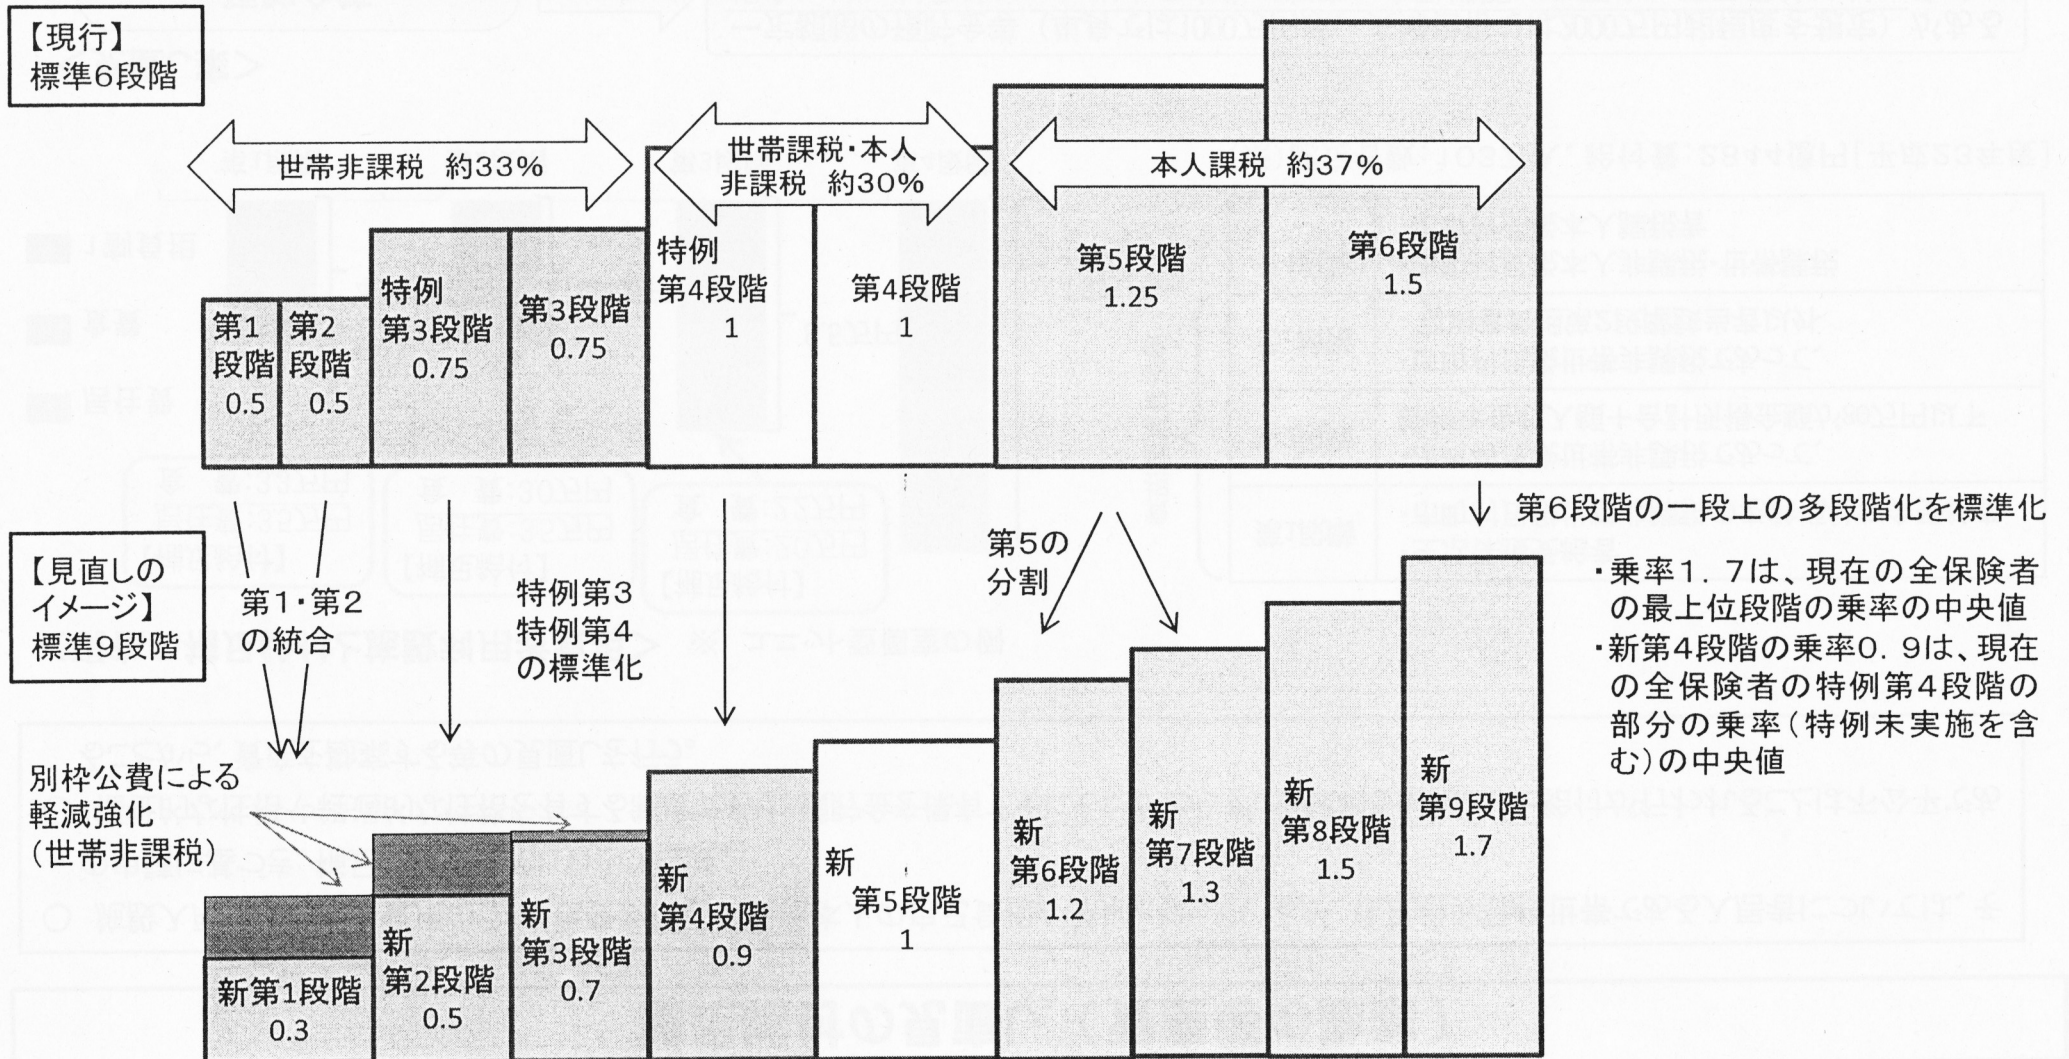 【現行】
標準6段階
世帯非課税 約33%
世帯課税・本人
非課税 約30%
本人課税 約37%
第1
段階
0.5
第2
段階
0.5
特例
第3段階
0.75
第3段階
0.75
特例
第4段階
1
第4段階
1
第5段階
1.25
第6段階
1.5
【見直しの
イメージ】
標準9段階
第1・第2
の統合
特例第3
特例第4
の標準化
第5の
分割
第6段階の一段上の多段階化を標準化
・乗率1.7は、現在の全保険者
の最上位段階の乗率の中央値
・新第4段階の乗率0.9は、現在
の全保険者の特例第4段階の
部分の乗率(特例未実施を含
む)の中央値
別枠公費による
軽減強化
(世帯非課税)
新第1段階
0.3
新
第2段階
0.5
新
第3段階
0.7
新
第4段階
0.9
新
第5段階
1
新
第6段階
1.2
新
第7段階
1.3
新
第8段階
1.5
新
第9段階
1.7